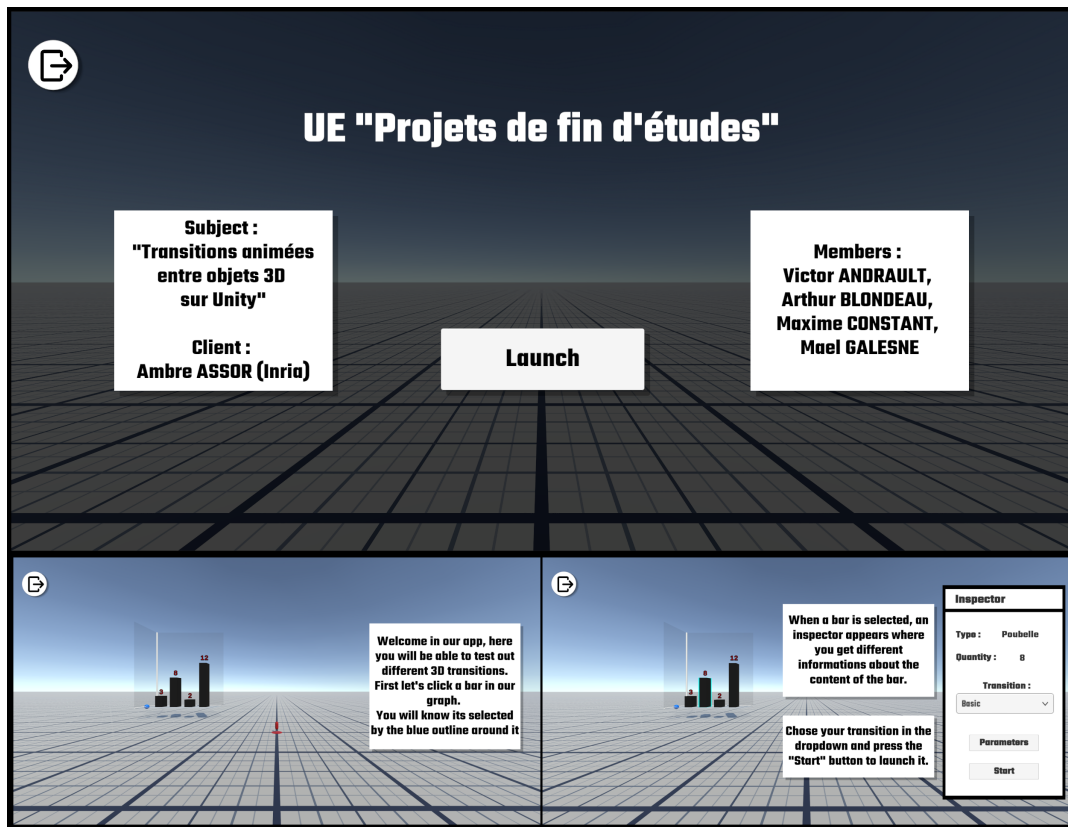 UE "Projets de fin d'études"
Subject :
"Transitions animées
entre objets 3D
sur Unity"
Client :
Ambre ASSOR (Inria)
Launch
Members :
Victor ANDRAULT,
Arthur BLONDEAU,
Maxime CONSTANT,
Mael GALESNE
3
8
2
12
Welcome in our app, here
you will be able to test out
different 3D transitions.
First let's click a bar in our
graph.
You will know its selected
by the blue outline around it
3
8
2
12
When a bar is selected, an
inspector appears where
you get different
informations about the
content of the bar.
Chose your transition in the
dropdown and press the
"Start" button to launch it.
Inspector
Type : Poubelle
Quantity : 8
Transition :
Basic
Parameters
Start